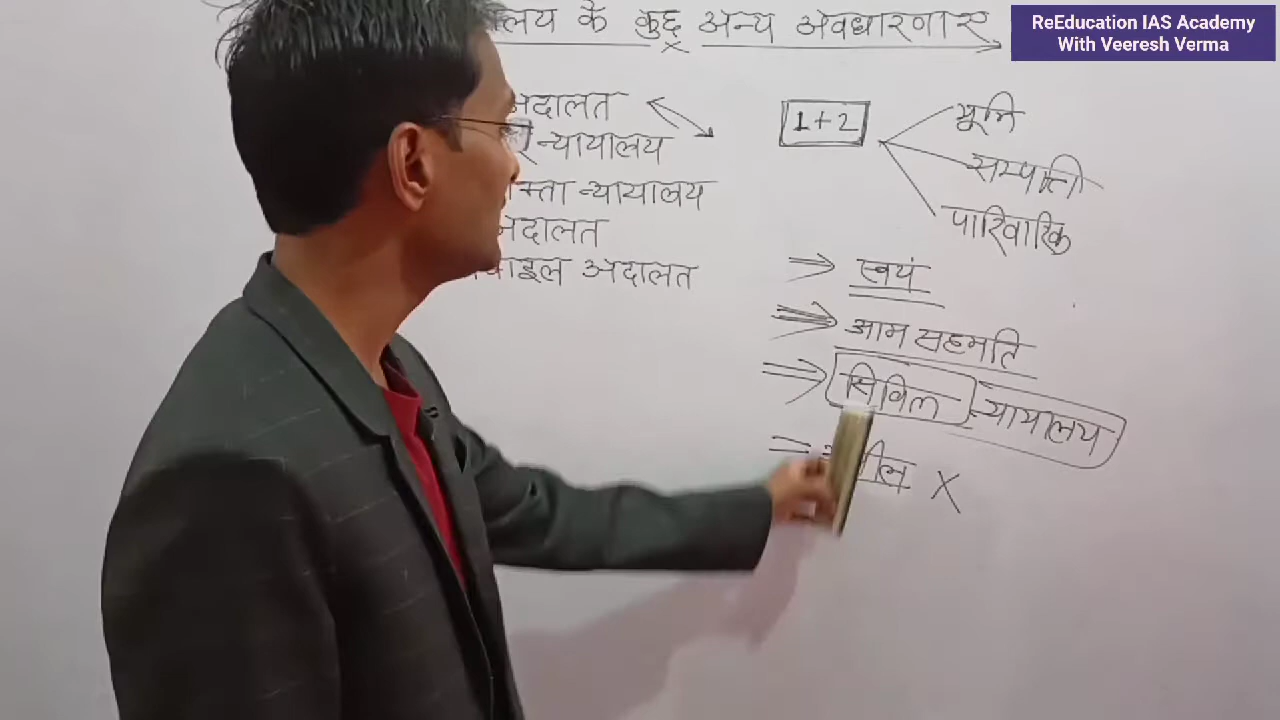 के कुछ अन्य अवधारणाए
ReEducation IAS Academy
With Veeresh Verma
अदालत
न्यायालय
न्यायालय
अदालत
अदालत
1+2
भूमि
सम्पत्ति
पारिवारिक
स्वयं
आम सहमति
सिविल न्यायालय
X